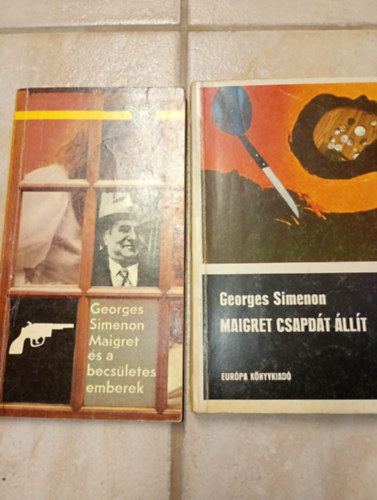 Georges
Simenon
Maigret
és a
becsületes
emberek
Georges Simenon
MAIGRET CSAPDÁT ÁLLÍT
EURÓPA KÖNYVKIADÓ